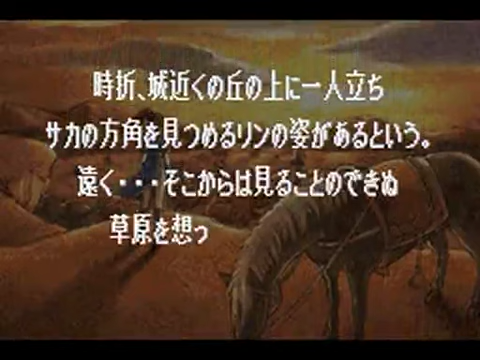 時折、城近くの丘の上に一人立ち
サカの方角を見つめるリンの姿があるという。
遠く・・・そこからは見ることのできぬ
草原を想っ